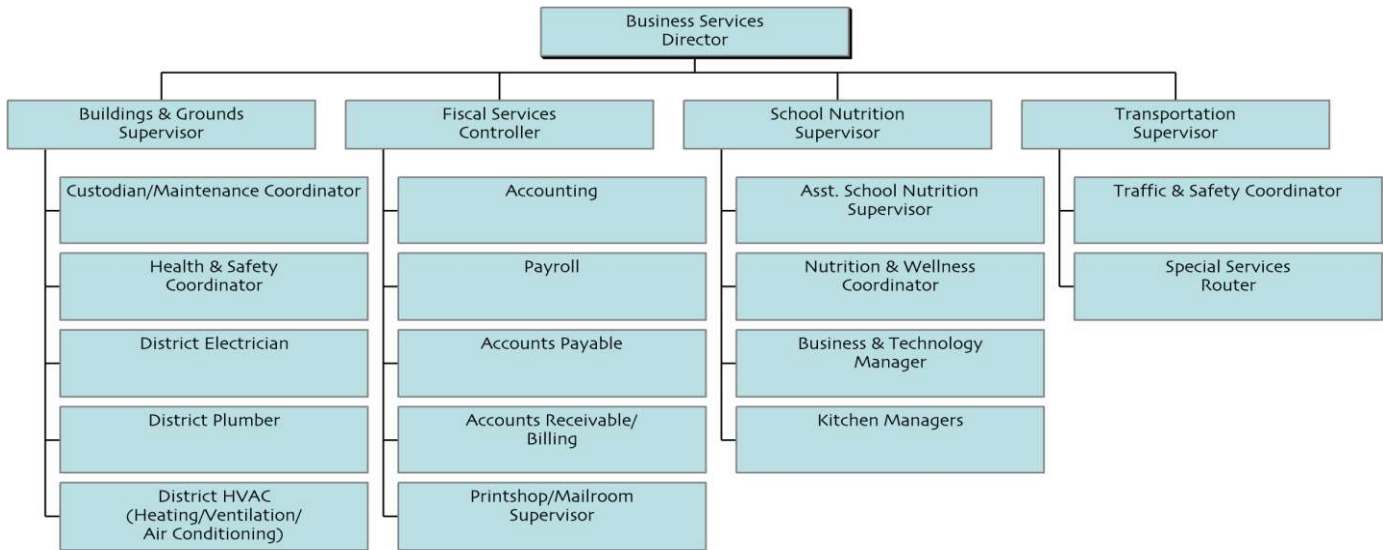 Business Services
Director
Buildings & Grounds
Supervisor
Fiscal Services
Controller
School Nutrition
Supervisor
Transportation
Supervisor
Custodian/Maintenance Coordinator
Health & Safety
Coordinator
District Electrician
District Plumber
District HVAC
(Heating/Ventilation/
Air Conditioning)
Accounting
Payroll
Accounts Payable
Accounts Receivable/
Billing
Printshop/Mailroom
Supervisor
Asst. School Nutrition
Supervisor
Nutrition & Wellness
Coordinator
Business & Technology
Manager
Kitchen Managers
Traffic & Safety Coordinator
Special Services
Router